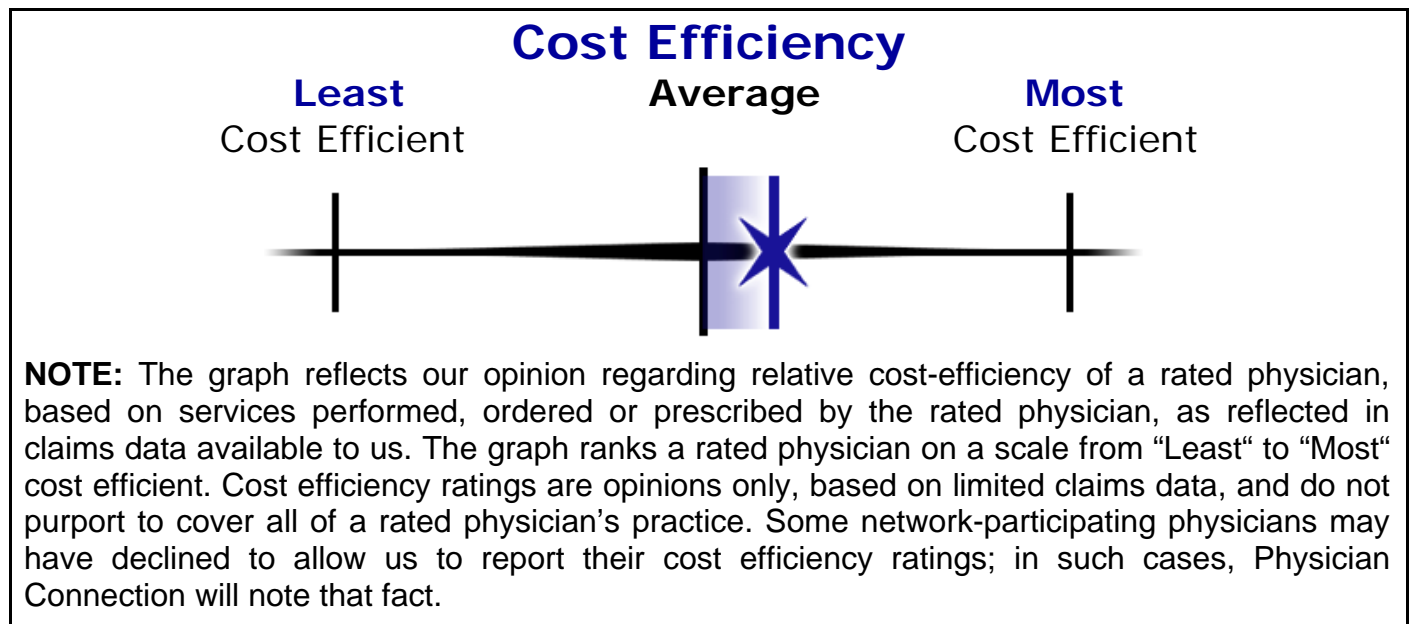 Cost Efficiency
Least Average Most
Cost Efficient Cost Efficient
NOTE: The graph reflects our opinion regarding relative cost-efficiency of a rated physician,
based on services performed, ordered or prescribed by the rated physician, as reflected in
claims data available to us. The graph ranks a rated physician on a scale from “Least“ to “Most“
cost efficient. Cost efficiency ratings are opinions only, based on limited claims data, and do not
purport to cover all of a rated physician’s practice. Some network-participating physicians may
have declined to allow us to report their cost efficiency ratings; in such cases, Physician
Connection will note that fact.